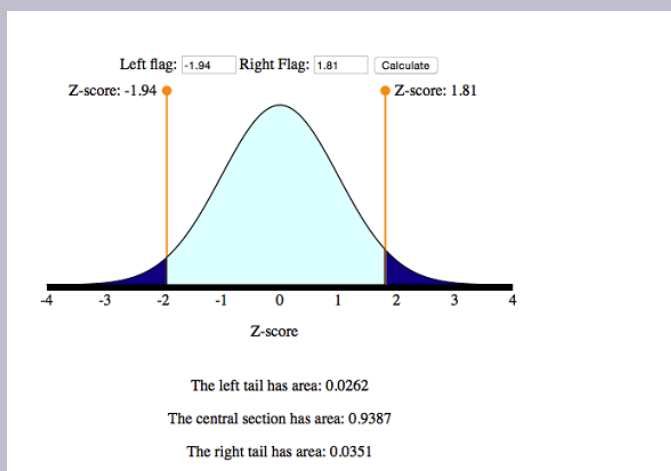 Left flag: -1.94 Right Flag: 1.81 Calculate
Z-score: -1.94 Z-score: 1.81
-4 -3 -2 -1 0 1 2 3 4
Z-score
The left tail has area: 0.0262
The central section has area: 0.9387
The right tail has area: 0.0351